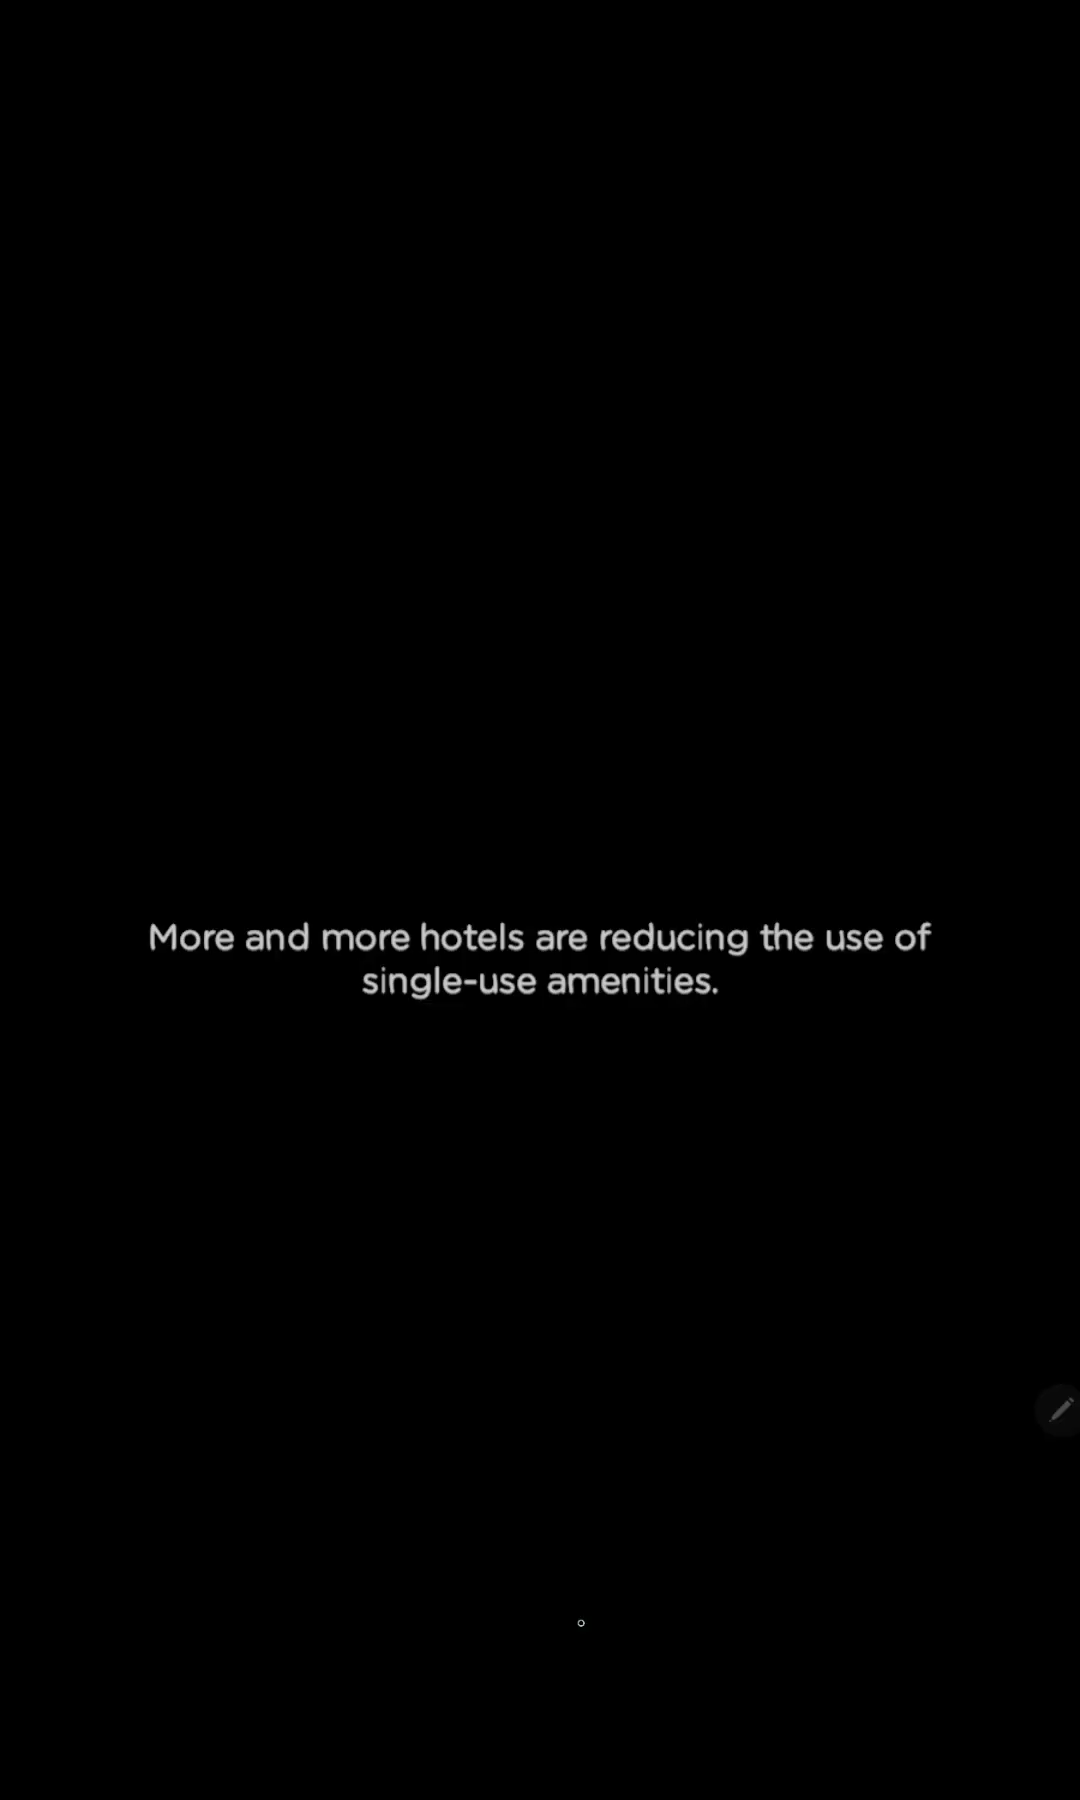 More and more hotels are reducing the use of
single-use amenities.